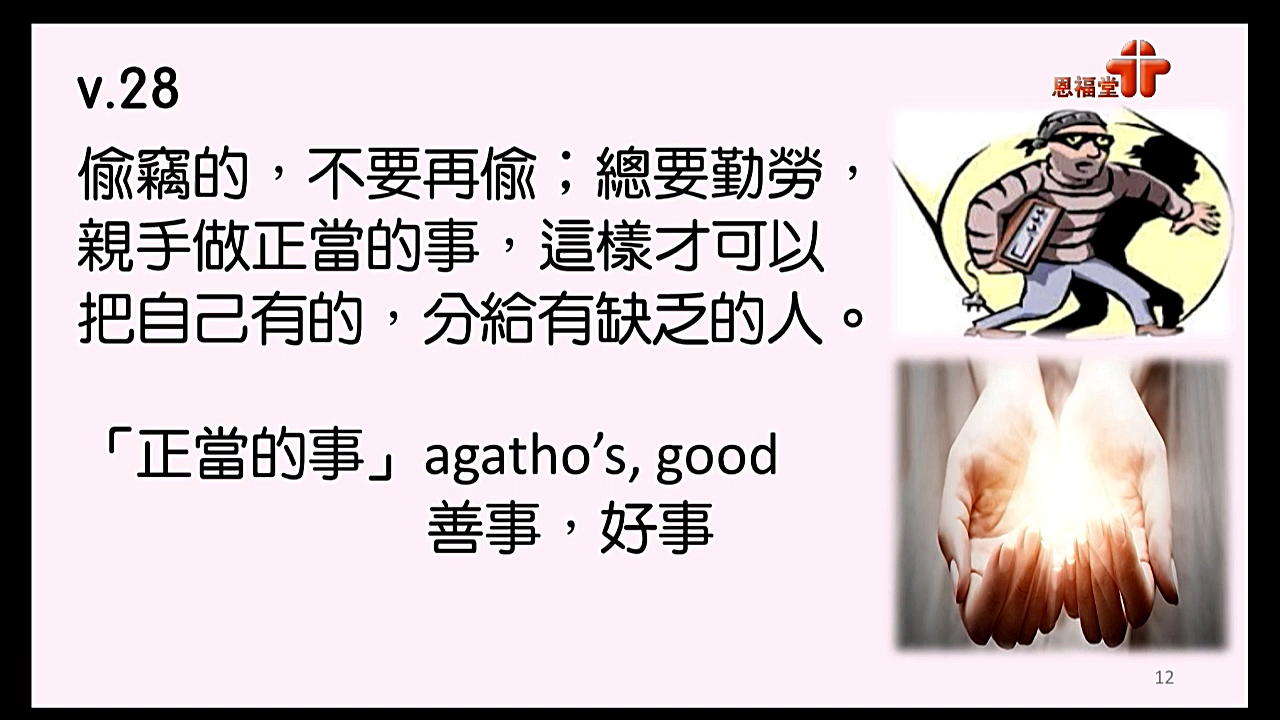 恩福堂
v.28
偷竊的，不要再偷；總要勤勞，
親手做正當的事，這樣才可以
把自己有的，分給有缺乏的人。
「正當的事」agatho’s, good
善事，好事
12